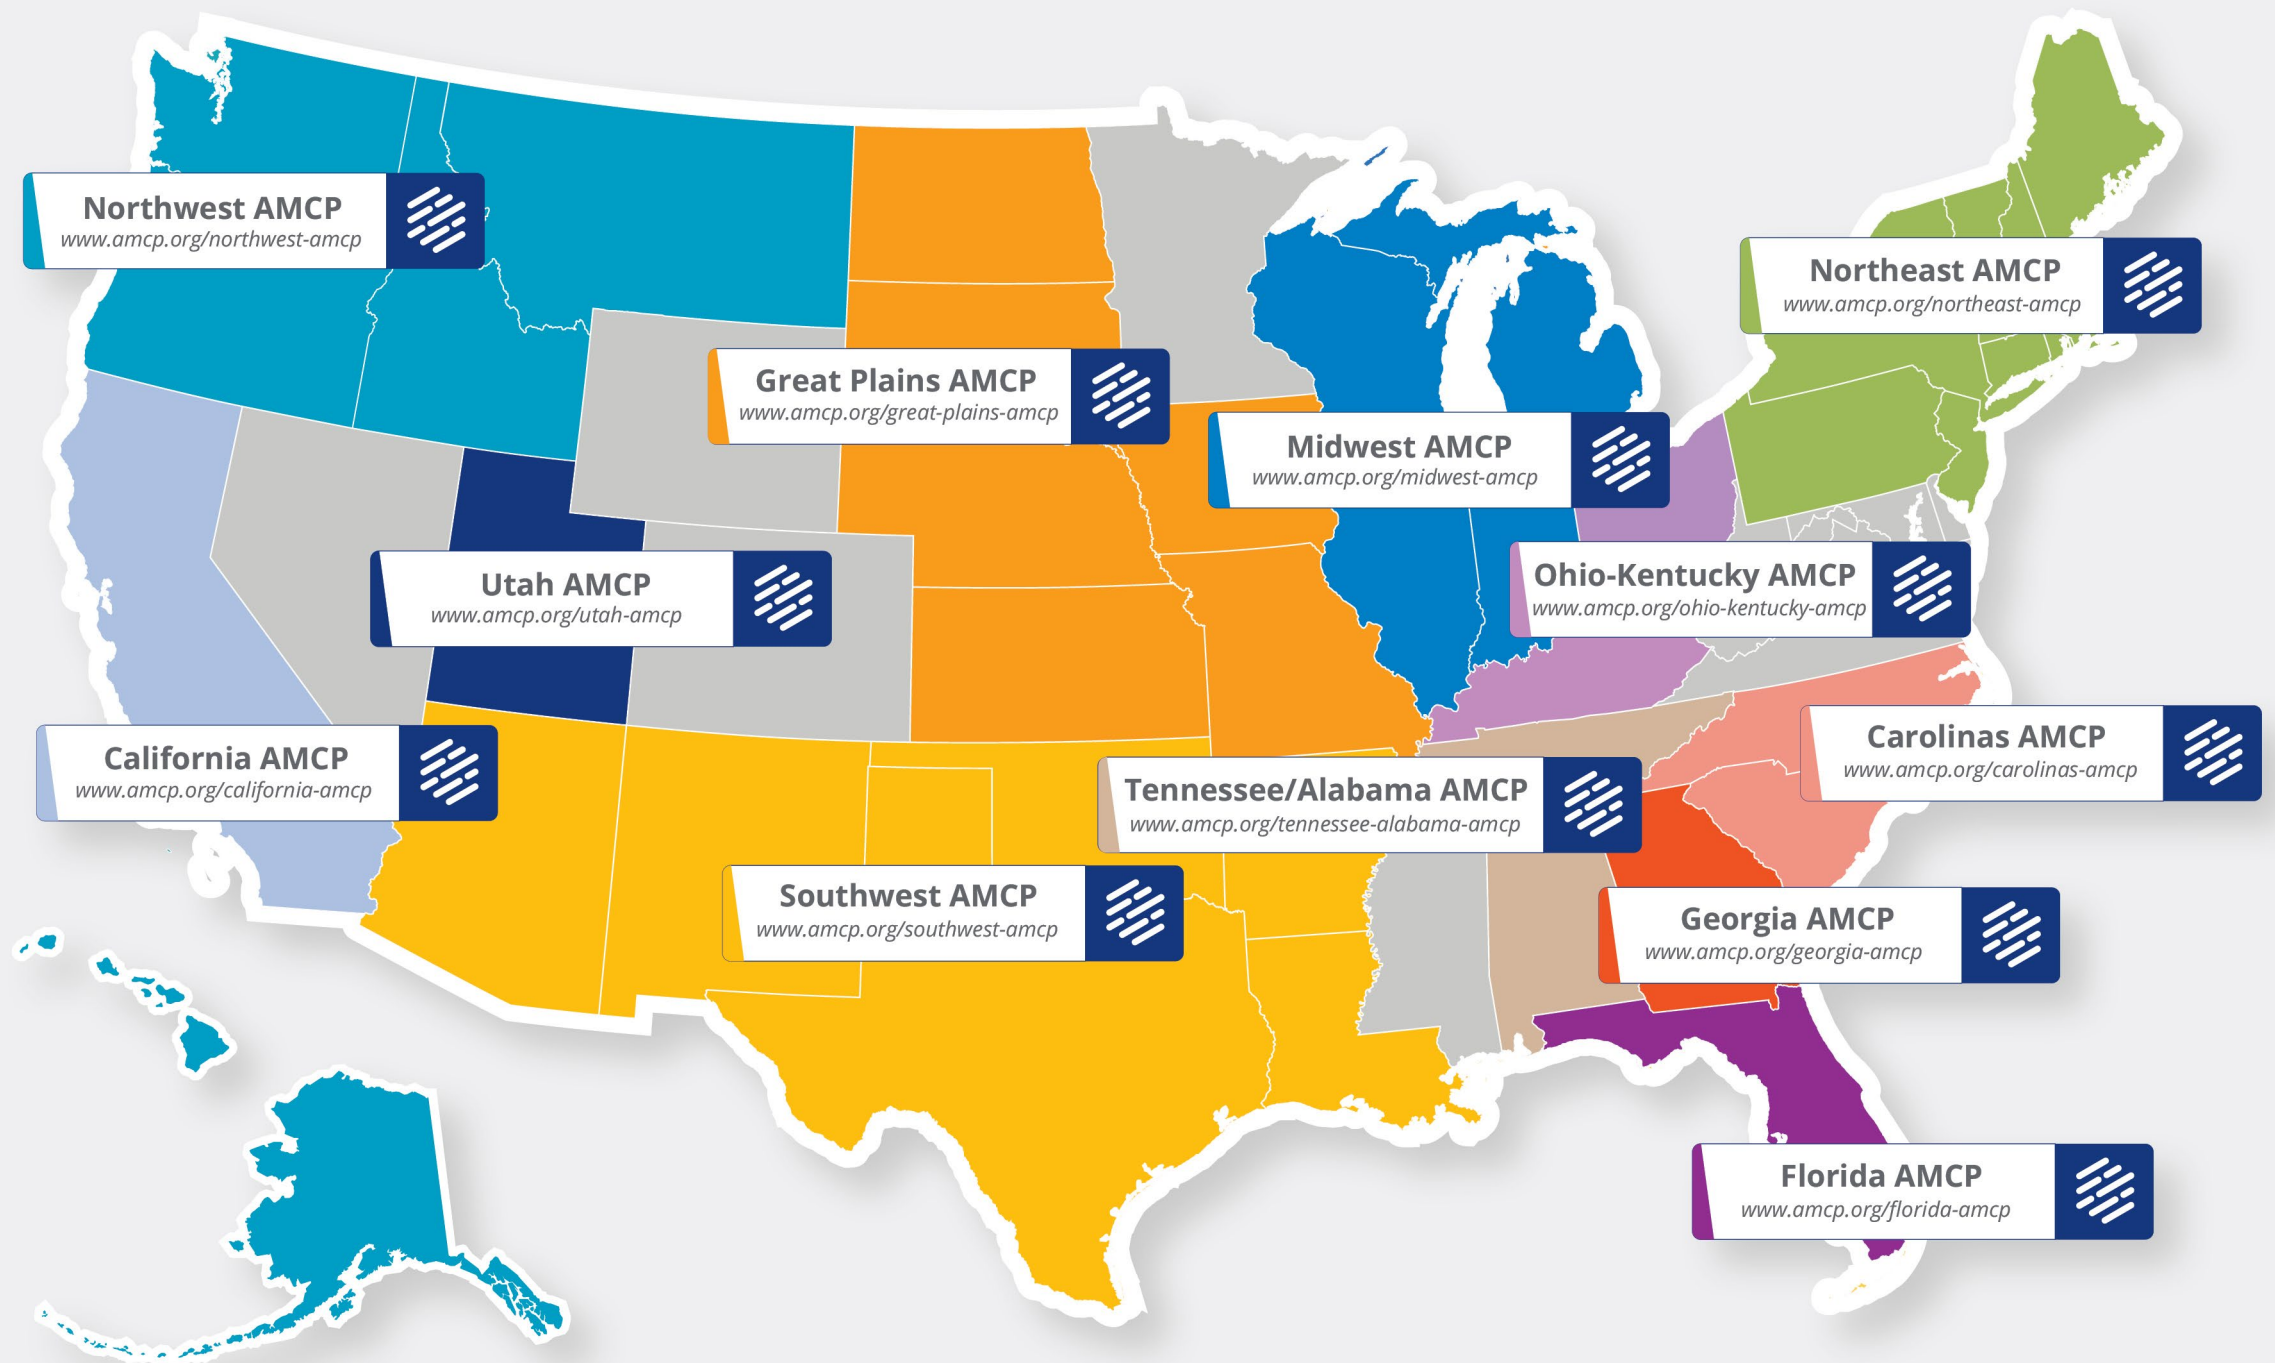 Northwest AMCP
www.amcp.org/northwest-amcp
Northeast AMCP
www.amcp.org/northeast-amcp
Great Plains AMCP
www.amcp.org/great-plains-amcp
Midwest AMCP
www.amcp.org/midwest-amcp
Utah AMCP
www.amcp.org/utah-amcp
Ohio-Kentucky AMCP
www.amcp.org/ohio-kentucky-amcp
California AMCP
www.amcp.org/california-amcp
Carolinas AMCP
www.amcp.org/carolinas-amcp
Tennessee/Alabama AMCP
www.amcp.org/tennessee-alabama-amcp
Southwest AMCP
www.amcp.org/southwest-amcp
Georgia AMCP
www.amcp.org/georgia-amcp
Florida AMCP
www.amcp.org/florida-amcp